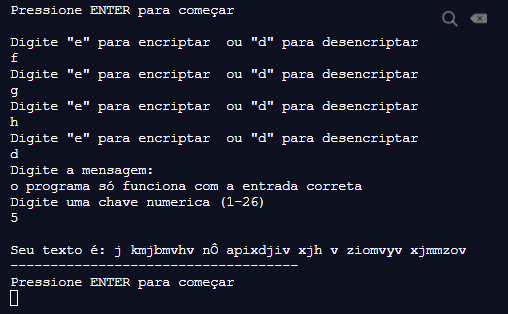 Pressione ENTER para começar
Digite "e" para encriptar  ou "d" para desencriptar
f
Digite "e" para encriptar  ou "d" para desencriptar
g
Digite "e" para encriptar  ou "d" para desencriptar
h
Digite "e" para encriptar  ou "d" para desencriptar
d
Digite a mensagem:
o programa só funciona com a entrada correta
Digite uma chave numerica (1-26)
5
Seu texto é: j kmjbmvhv nÔ apixdjiv xjh v ziomvyv xjmmzov
--------------------------------------
Pressione ENTER para começar